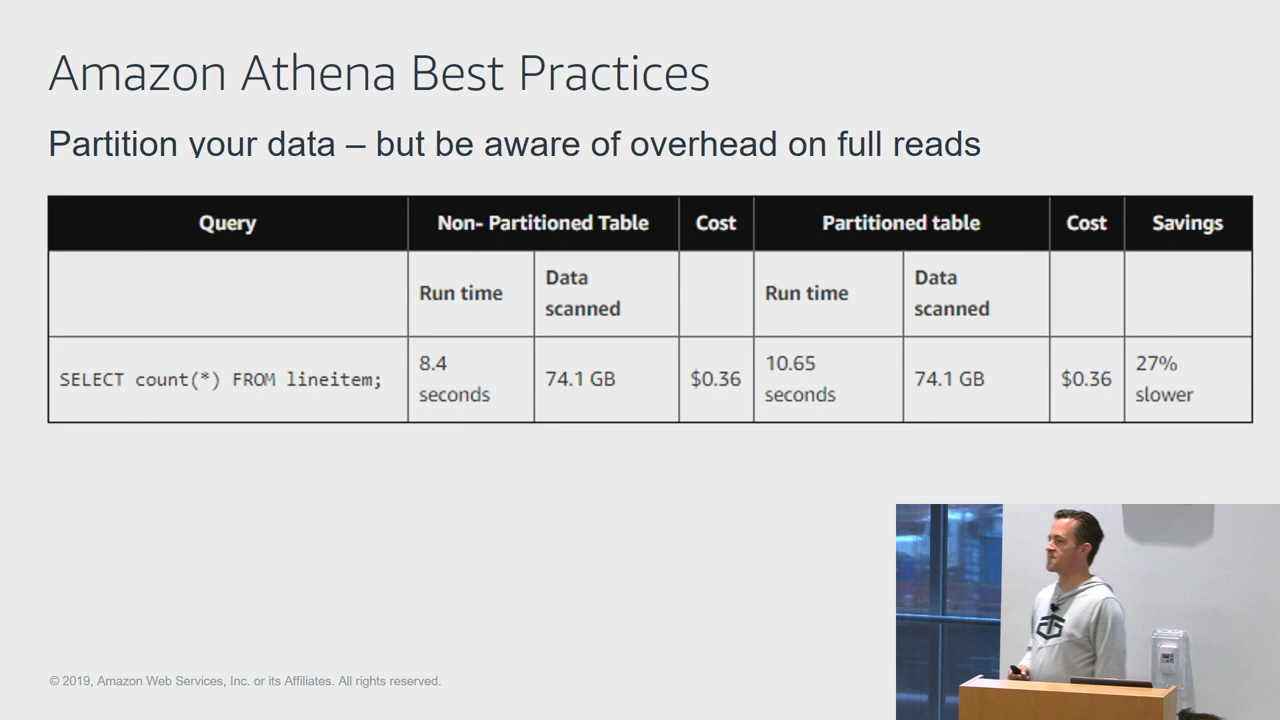 Amazon Athena Best Practices
Partition your data – but be aware of overhead on full reads
Query Non- Partitioned Table Cost Partitioned table Cost Savings
Run time Data scanned Run time Data scanned
SELECT count(*) FROM lineitem; 8.4 seconds 74.1 GB $0.36 10.65 seconds 74.1 GB $0.36 27% slower
© 2019, Amazon Web Services, Inc. or its Affiliates. All rights reserved.